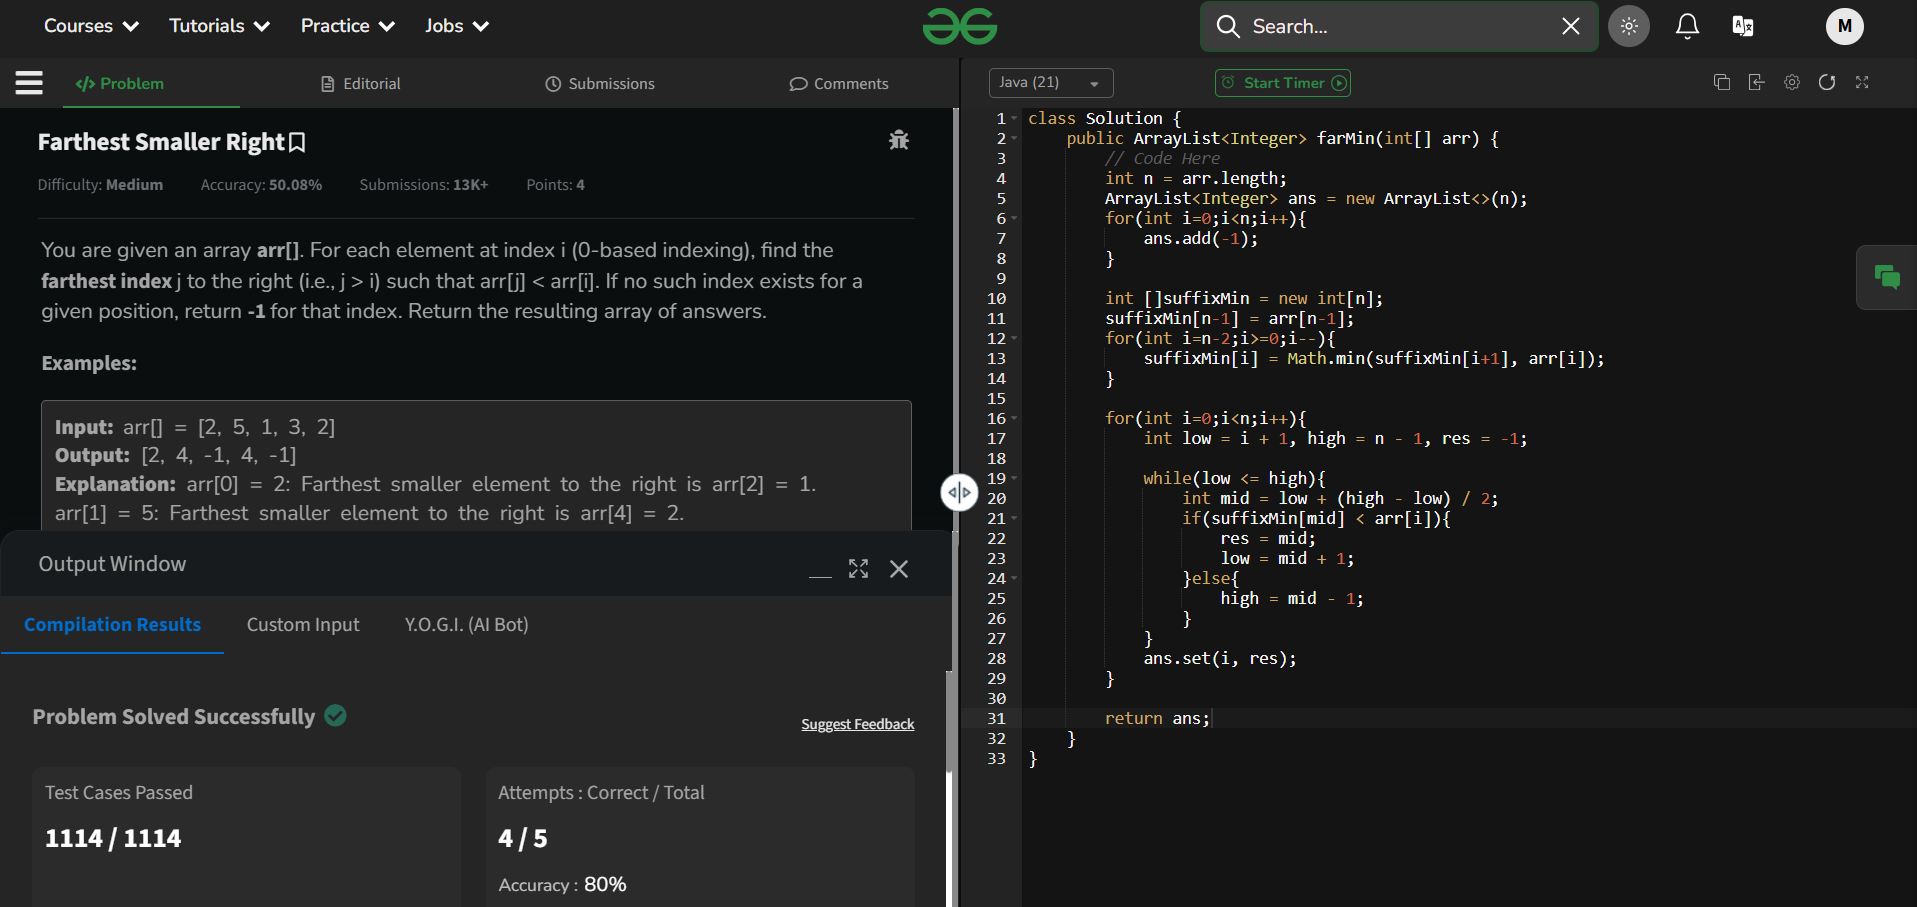 Courses Tutorials Practice Jobs Search... M
Problem Editorial Submissions Comments
Java (21) Start Timer
Farthest Smaller Right
Difficulty: Medium Accuracy: 50.08% Submissions: 13K+ Points: 4
You are given an array arr[]. For each element at index i (0-based indexing), find the
farthest index j to the right (i.e., j > i) such that arr[j] < arr[i]. If no such index exists for a
given position, return -1 for that index. Return the resulting array of answers.
Examples:
Input: arr[] = [2, 5, 1, 3, 2]
Output: [2, 4, -1, 4, -1]
Explanation: arr[0] = 2: Farthest smaller element to the right is arr[2] = 1.
arr[1] = 5: Farthest smaller element to the right is arr[4] = 2.
Output Window
Compilation Results Custom Input Y.O.G.I. (AI Bot)
Problem Solved Successfully
Suggest Feedback
Test Cases Passed
1114 / 1114
Attempts : Correct / Total
4 / 5
Accuracy : 80%
1 class Solution {
2 public ArrayList<Integer> farMin(int[] arr) {
3 // Code Here
4 int n = arr.length;
5 ArrayList<Integer> ans = new ArrayList<>(n);
6 for(int i=0;i<n;i++){
7 ans.add(-1);
8 }
9
10 int []suffixMin = new int[n];
11 suffixMin[n-1] = arr[n-1];
12 for(int i=n-2;i>=0;i--){
13 suffixMin[i] = Math.min(suffixMin[i+1], arr[i]);
14 }
15
16 for(int i=0;i<n;i++){
17 int low = i + 1, high = n - 1, res = -1;
18
19 while(low <= high){
20 int mid = low + (high - low) / 2;
21 if(suffixMin[mid] < arr[i]){
22 res = mid;
23 low = mid + 1;
24 }else{
25 high = mid - 1;
26 }
27 }
28 ans.set(i, res);
29 }
30
31 return ans;
32 }
33 }